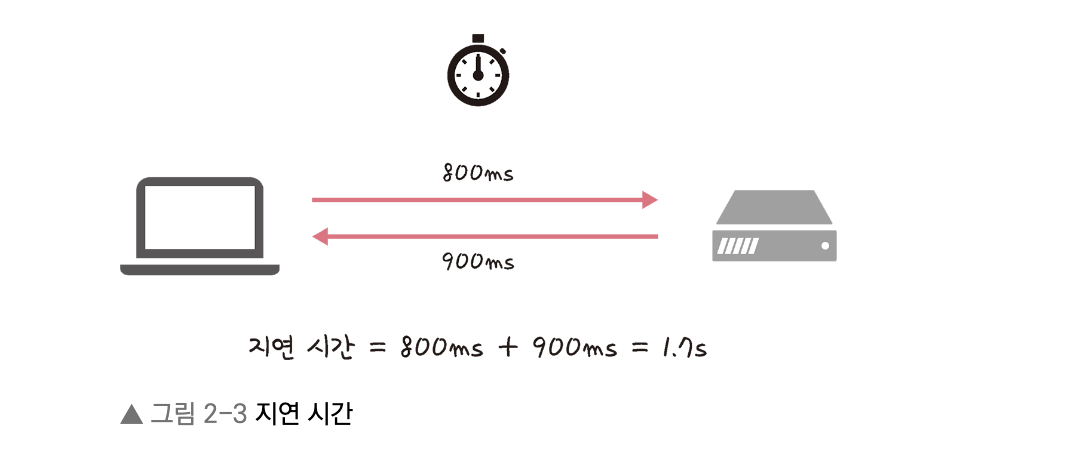 800ms
900ms
지연 시간 = 800ms + 900ms = 1.7s
▲ 그림 2-3 지연 시간